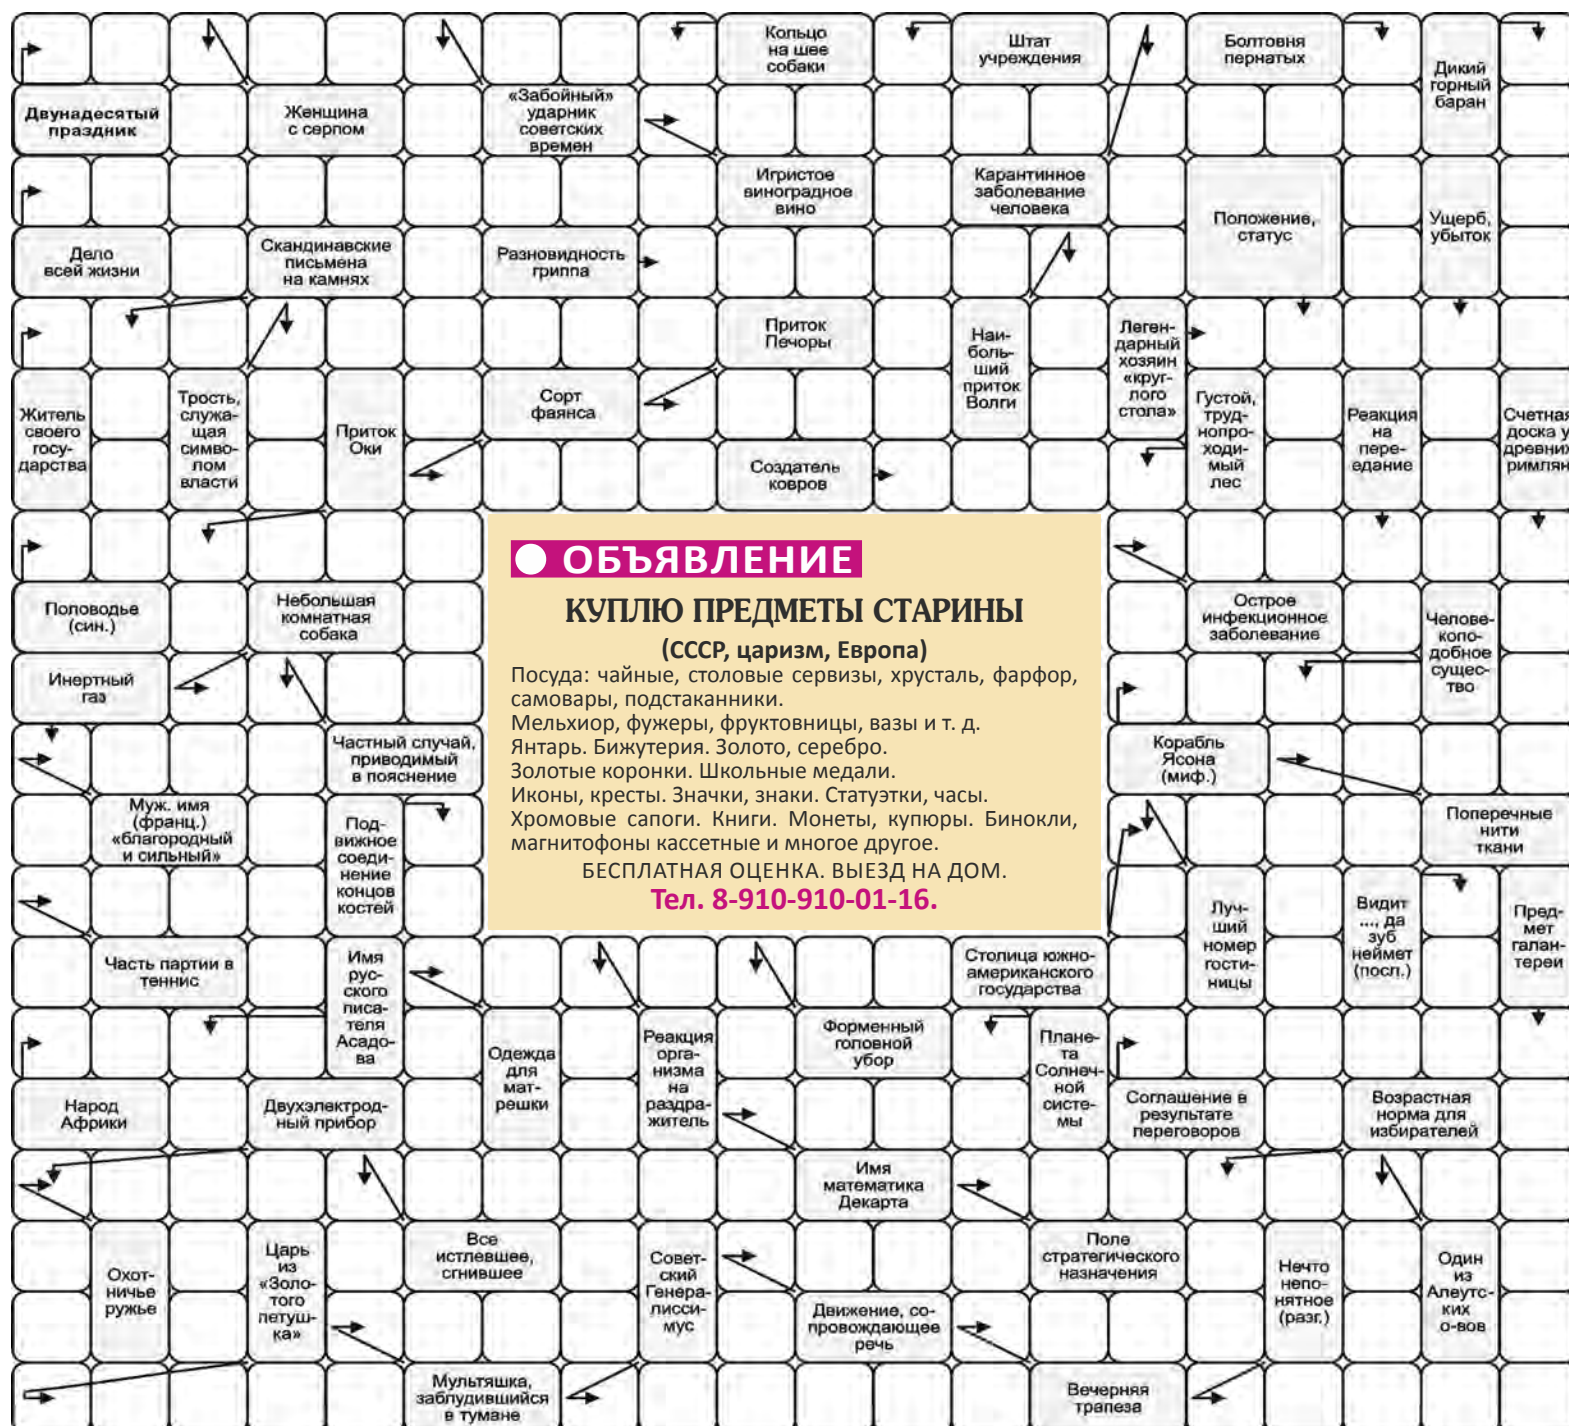 Кольцо
на шее
собаки
Штат
учреждения
Болтовня
пернатых
Дикий
горный
баран
Двунадесятый
праздник
Женщина
с серпом
«Забойный»
ударник
советских
времен
Игристое
виноградное
вино
Карантинное
заболевание
человека
Положение,
статус
Ущерб,
убыток
Дело
всей жизни
Скандинавские
письмена
на камнях
Разновидность
гриппа
Приток
Печоры
Наи-
боль-
ший
приток
Волги
Леген-
дарный
хозяин
«круг-
лого
стола»
Житель
своего
госу-
дарства
Трость,
служа-
щая
симво-
лом
власти
Приток
Оки
Сорт
фаянса
Густой,
труд-
нопро-
ходи-
мый
лес
Реакция
на
пере-
едание
Счетная
доска у
древних
римлян
Создатель
ковров
ОБЪЯВЛЕНИЕ
КУПЛЮ ПРЕДМЕТЫ СТАРИНЫ
(СССР, царизм, Европа)
Посуда: чайные, столовые сервизы, хрусталь, фарфор,
самовары, подстаканники.
Мельхиор, фужеры, фруктовницы, вазы и т. д.
Янтарь. Бижутерия. Золото, серебро.
Золотые коронки. Школьные медали.
Иконы, кресты. Значки, знаки. Статуэтки, часы.
Хромовые сапоги. Книги. Монеты, купюры. Бинокли,
магнитофоны кассетные и многое другое.
БЕСПЛАТНАЯ ОЦЕНКА. ВЫЕЗД НА ДОМ.
Тел. 8-910-910-01-16.
Половодье
(син.)
Небольшая
комнатная
собака
Острое
инфекционное
заболевание
Челове-
копо-
добное
сущес-
тво
Инертный
газ
Частный случай,
приводимый
в пояснение
Корабль
Ясона
(миф.)
Муж. имя
(франц.)
«благородный
и сильный»
Под-
вижное
соеди-
нение
концов
костей
Поперечные
нити
ткани
Луч-
ший
номер
гости-
ницы
Видит
..., да
зуб
неймет
(посл.)
Пред-
мет
галан-
тереи
Часть партии в
теннис
Имя
рус-
ского
писа-
теля
Асадо-
ва
Столица южно-
американского
государства
Одежда
для
мат-
решки
Реакция
орга-
низма
на
раздра-
житель
Форменный
головной
убор
Плане-
та
Солнеч-
ной
систе-
мы
Народ
Африки
Двухэлектрод-
ный прибор
Соглашение в
результате
переговоров
Возрастная
норма для
избирателей
Имя
математика
Декарта
Охот-
ничье
ружье
Царь
из
«Золо-
того
петуш-
ка»
Все
истлевшее,
сгнившее
Совет-
ский
Генера-
лисси-
мус
Поле
стратегического
назначения
Нечто
непо-
нятное
(разг.)
Один
из
Алеутс-
ких
о-вов
Движение, со-
провождающее
речь
Мультяшка,
заблудившийся
в тумане
Вечерняя
трапеза